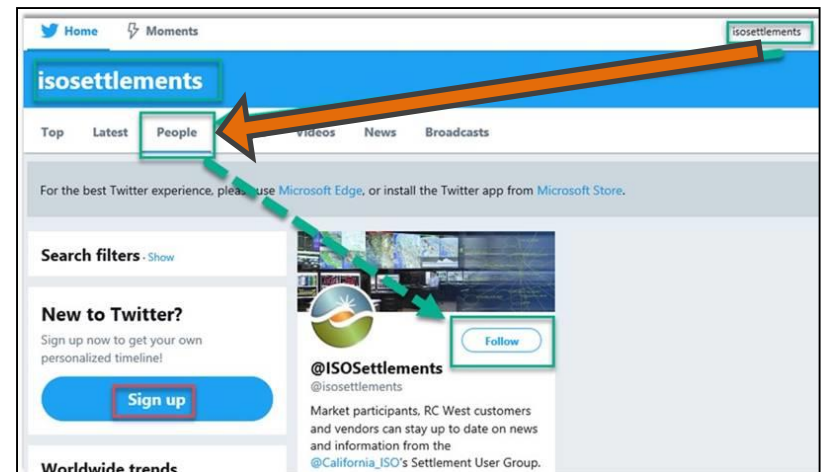 Home Moments isosettlements
isosettlements
Top Latest People Videos News Broadcasts
For the best Twitter experience, please use Microsoft Edge, or install the Twitter app from Microsoft Store.
Search filters - Show
New to Twitter?
Sign up now to get your own
personalized timeline!
Sign up
Worldwide trends
Follow
@ISOSettlements
@isosettlements
Market participants, RC West customers
and vendors can stay up to date on news
and information from the
@California_ISO's Settlement User Group.